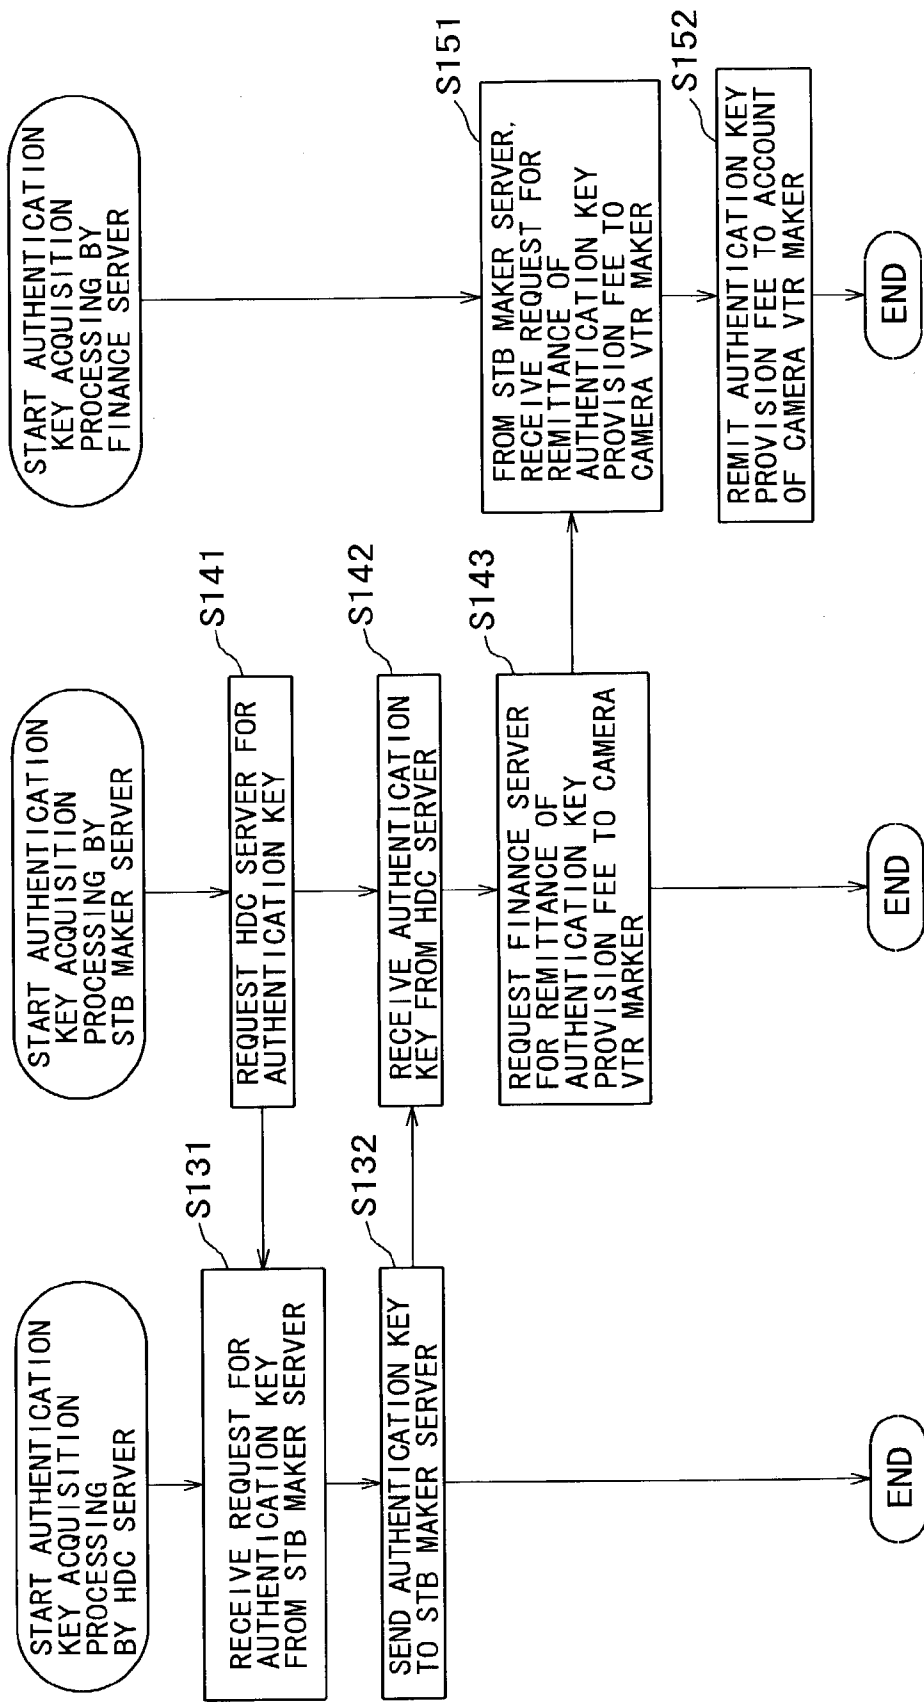 START AUTHENTICATION
KEY ACQUISITION
PROCESSING
BY HDC SERVER
S131
RECEIVE REQUEST FOR
AUTHENTICATION KEY
FROM STB MAKER SERVER
S132
SEND AUTHENTICATION KEY
TO STB MAKER SERVER
END
START AUTHENTICATION
KEY ACQUISITION
PROCESSING BY
STB MAKER SERVER
S141
REQUEST HDC SERVER FOR
AUTHENTICATION KEY
S142
RECEIVE AUTHENTICATION
KEY FROM HDC SERVER
S143
REQUEST FINANCE SERVER
FOR REMITTANCE OF
AUTHENTICATION KEY
PROVISION FEE TO CAMERA
VTR MARKER
END
START AUTHENTICATION
KEY ACQUISITION
PROCESSING BY
FINANCE SERVER
S151
FROM STB MAKER SERVER,
RECEIVE REQUEST FOR
REMITTANCE OF
AUTHENTICATION KEY
PROVISION FEE TO
CAMERA VTR MAKER
S152
REMIT AUTHENTICATION KEY
PROVISION FEE TO ACCOUNT
OF CAMERA VTR MAKER
END